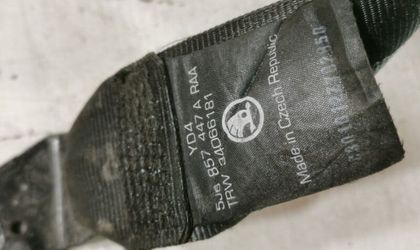 YD4
5J6 857 447 A RAA
TRW 34066181
Made in Czech Republic